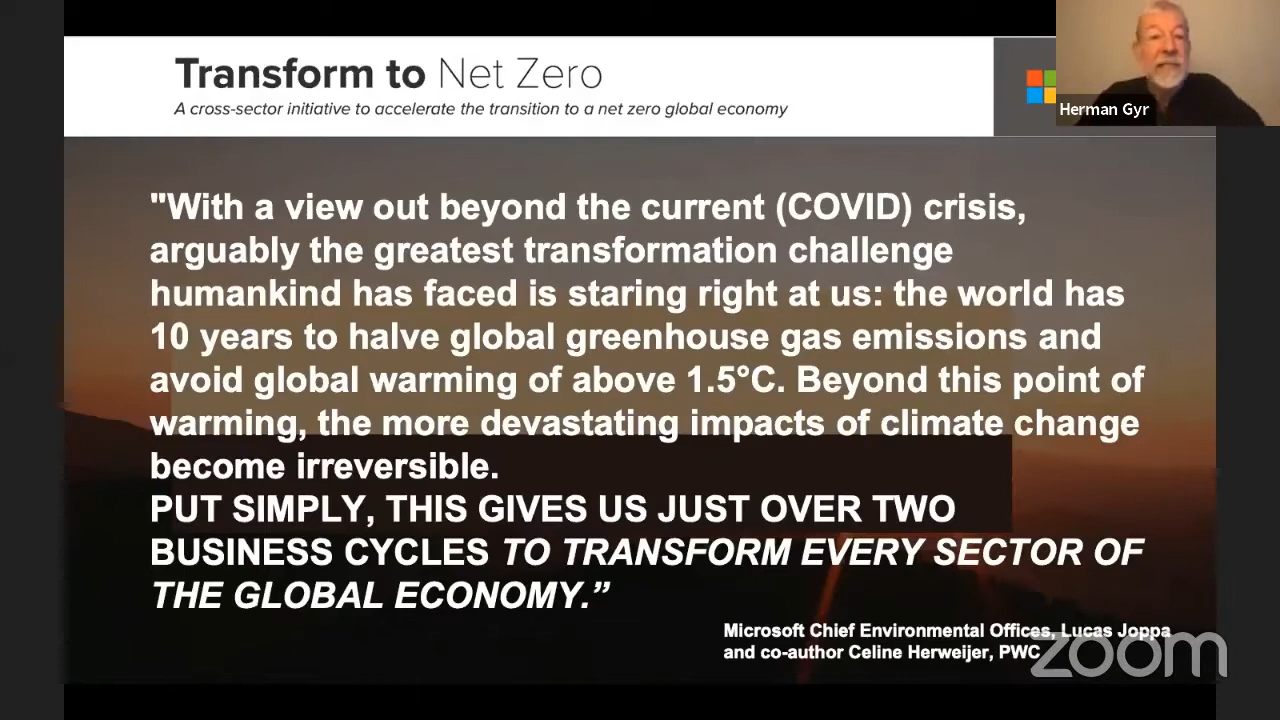 Transform to Net Zero
A cross-sector initiative to accelerate the transition to a net zero global economy
Herman Gyr
"With a view out beyond the current (COVID) crisis,
arguably the greatest transformation challenge
humankind has faced is staring right at us: the world has
10 years to halve global greenhouse gas emissions and
avoid global warming of above 1.5°C. Beyond this point of
warming, the more devastating impacts of climate change
become irreversible.
PUT SIMPLY, THIS GIVES US JUST OVER TWO
BUSINESS CYCLES TO TRANSFORM EVERY SECTOR OF
THE GLOBAL ECONOMY.”
Microsoft Chief Environmental Offices, Lucas Joppa
and co-author Celine Herweijer, PWC
zoom